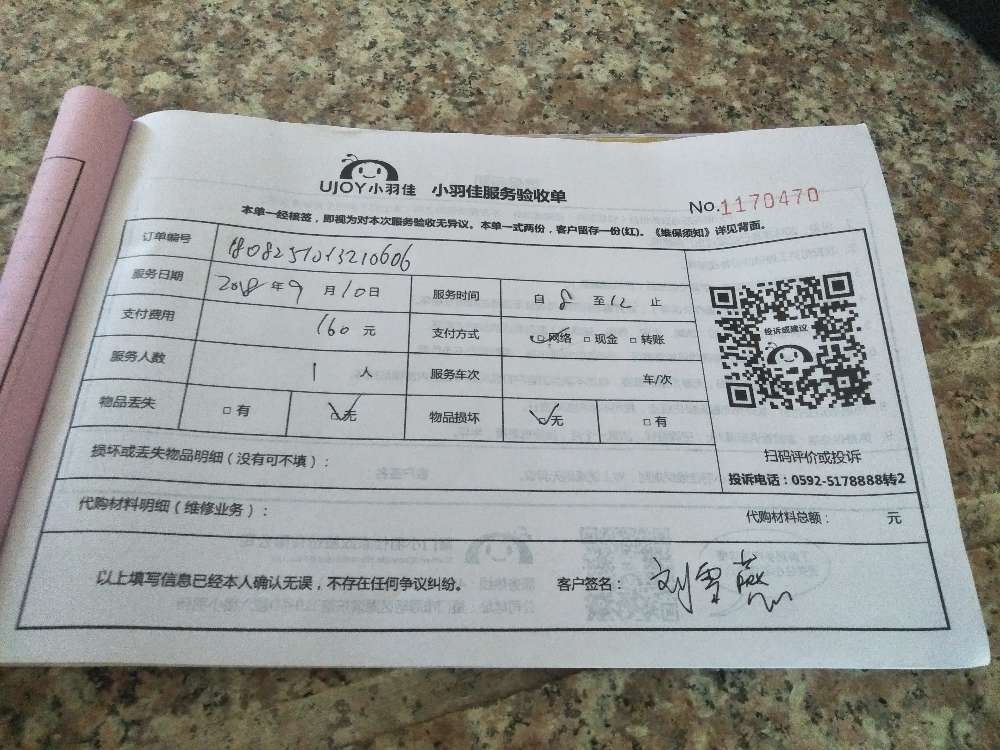 UJOY小羽佳 小羽佳服务验收单
No.1170470
本单一经核签，即视为对本次服务验收无异议。本单一式两份，客户留存一份(红)。《维保须知》详见背面。
订单编号 1808251013210606
服务日期 2018年9月10日 服务时间 自8至12止
支付费用 160元 支付方式 □网络 □现金 □转账
服务人数 1人 服务车次 车/次
物品丢失 □有 □无 物品损坏 □无 □有
投诉或建议
扫码评价或投诉
投诉电话：0592-5178888转2
损坏或丢失物品明细（没有可不填）：
代购材料明细（维修业务）： 代购材料总额： 元
以上填写信息已经本人确认无误，不存在任何争议纠纷。 客户签名：刘雪燕